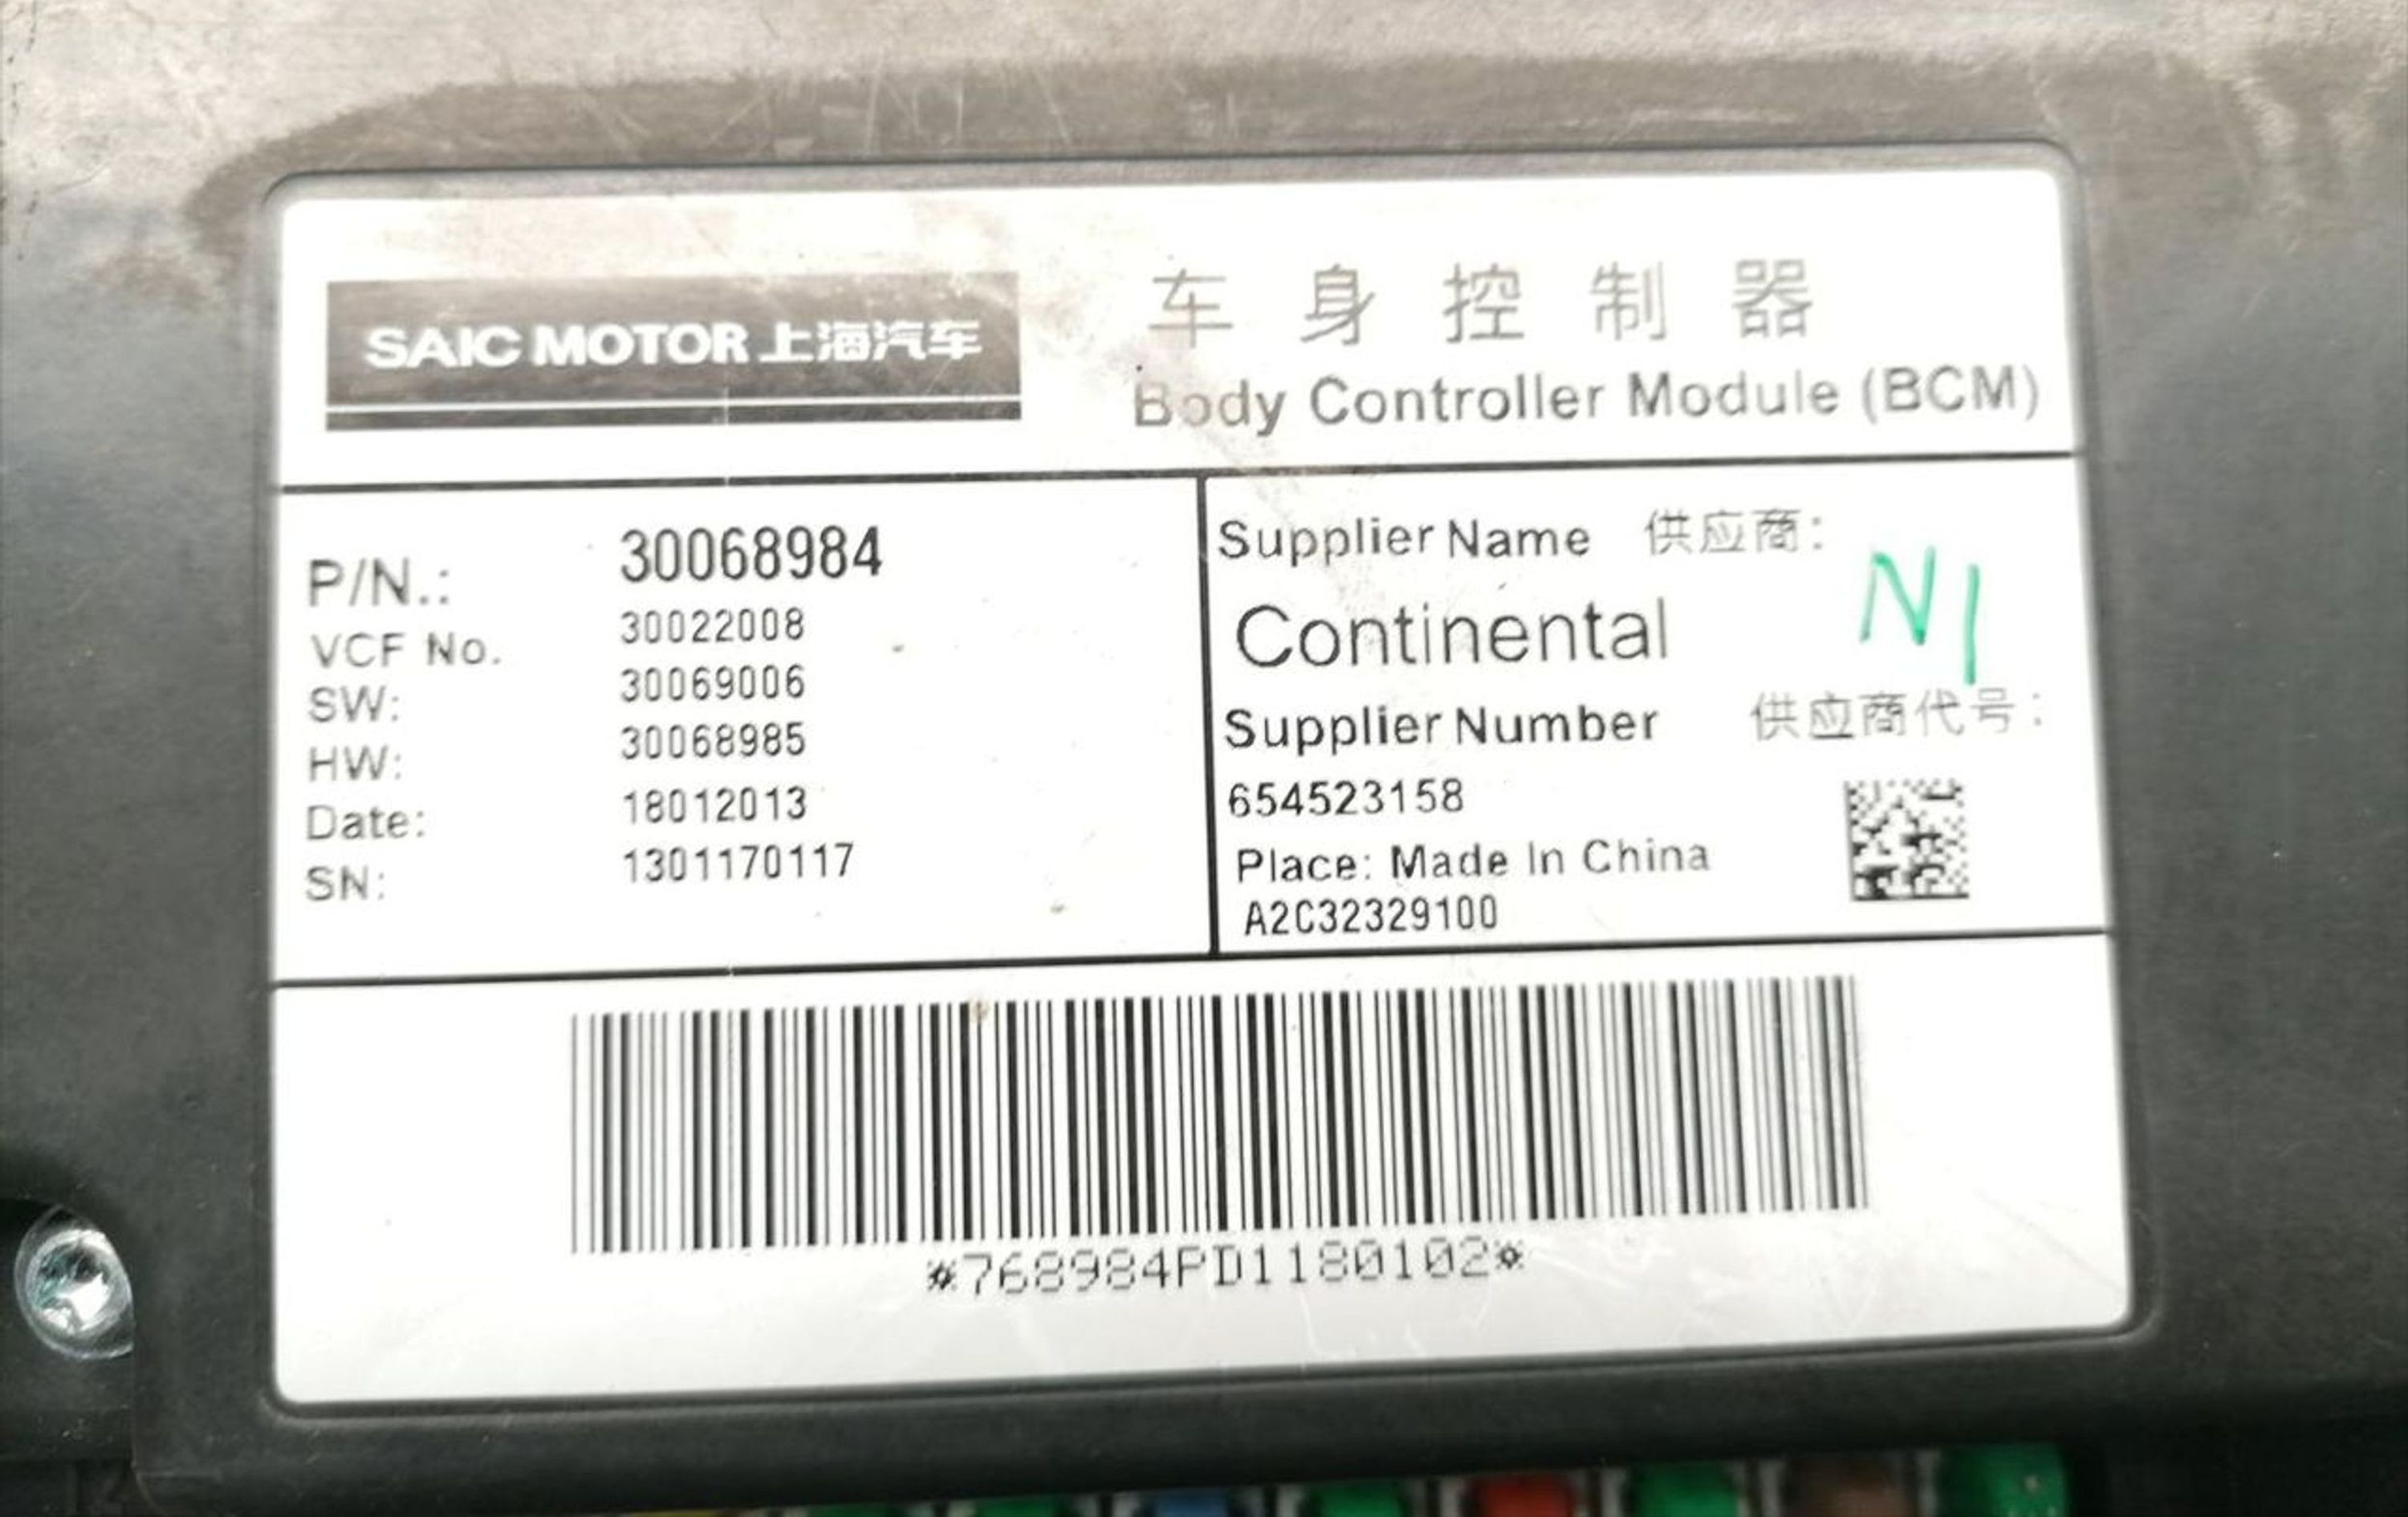 SAIC MOTOR 上海汽车
车身控制器
Body Controller Module (BCM)
P/N.: 30068984
VCF No. 30022008
SW: 30069006
HW: 30068985
Date: 18012013
SN: 1301170117
Supplier Name 供应商:
N1
Continental
Supplier Number 供应商代号:
654523158
Place: Made In China
A2C32329100
*768984PD1180102*